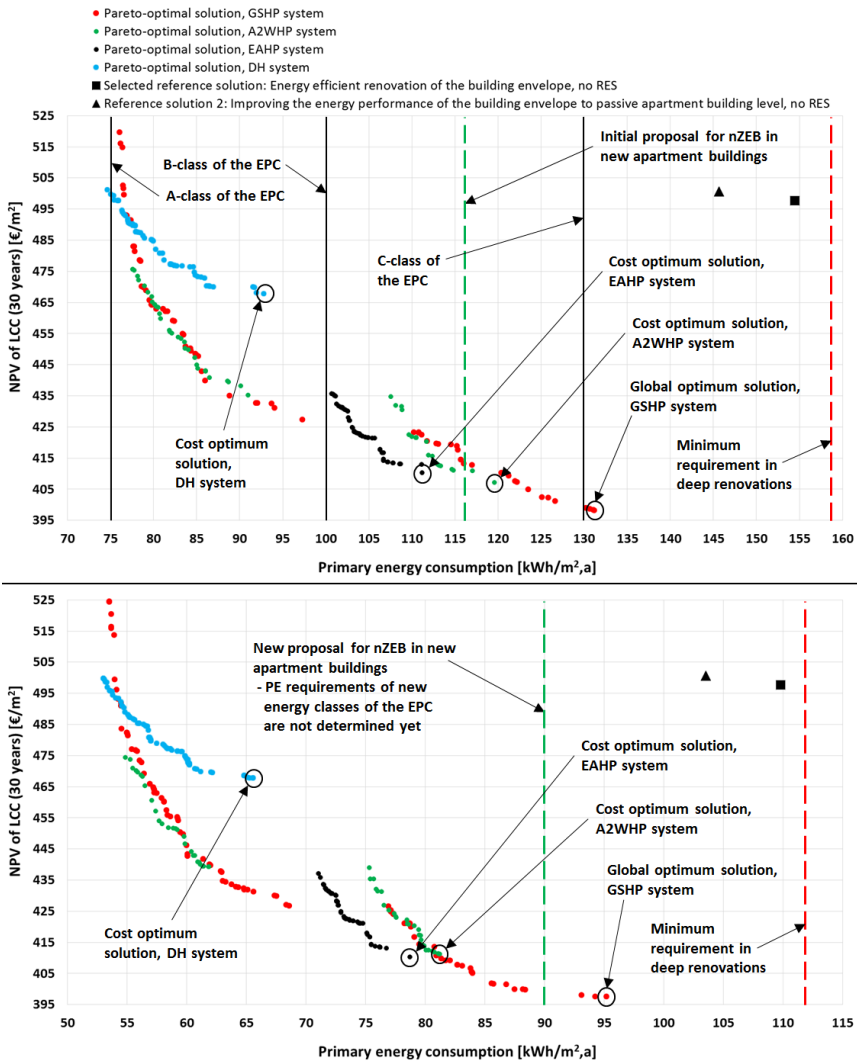 Pareto-optimal solution, GSHP system
Pareto-optimal solution, A2WHP system
Pareto-optimal solution, EAHP system
Pareto-optimal solution, DH system
Selected reference solution: Energy efficient renovation of the building envelope, no RES
Reference solution 2: Improving the energy performance of the building envelope to passive apartment building level, no RES
NPV of LCC (30 years) [€/m²]
525
515
505
495
485
475
465
455
445
435
425
415
405
395
B-class of the EPC
A-class of the EPC
Initial proposal for nZEB in
new apartment buildings
C-class of
the EPC
Cost optimum solution,
EAHP system
Cost optimum solution,
A2WHP system
Global optimum solution,
GSHP system
Minimum
requirement in
deep renovations
Cost optimum
solution,
DH system
70 75 80 85 90 95 100 105 110 115 120 125 130 135 140 145 150 155 160
Primary energy consumption [kWh/m²,a]
NPV of LCC (30 years) [€/m²]
525
515
505
495
485
475
465
455
445
435
425
415
405
395
New proposal for nZEB in new
apartment buildings
- PE requirements of new
energy classes of the EPC
are not determined yet
Cost optimum solution,
EAHP system
Cost optimum solution,
A2WHP system
Global optimum solution,
GSHP system
Minimum
requirement in
deep renovations
Cost optimum
solution, DH system
50 55 60 65 70 75 80 85 90 95 100 105 110 115
Primary energy consumption [kWh/m²,a]